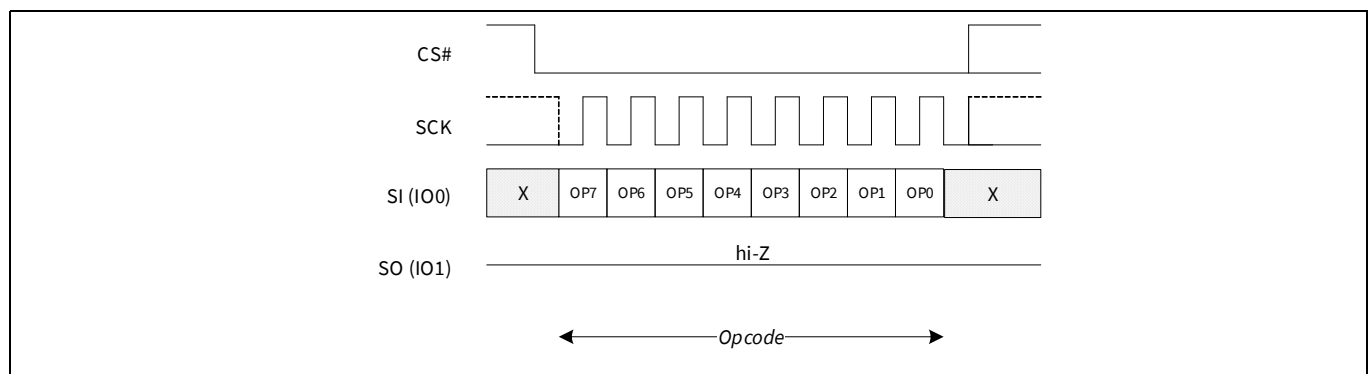 CS#
SCK
SI (IO0) X OP7 OP6 OP5 OP4 OP3 OP2 OP1 OP0 X
hi-Z
SO (IO1)
Opcode